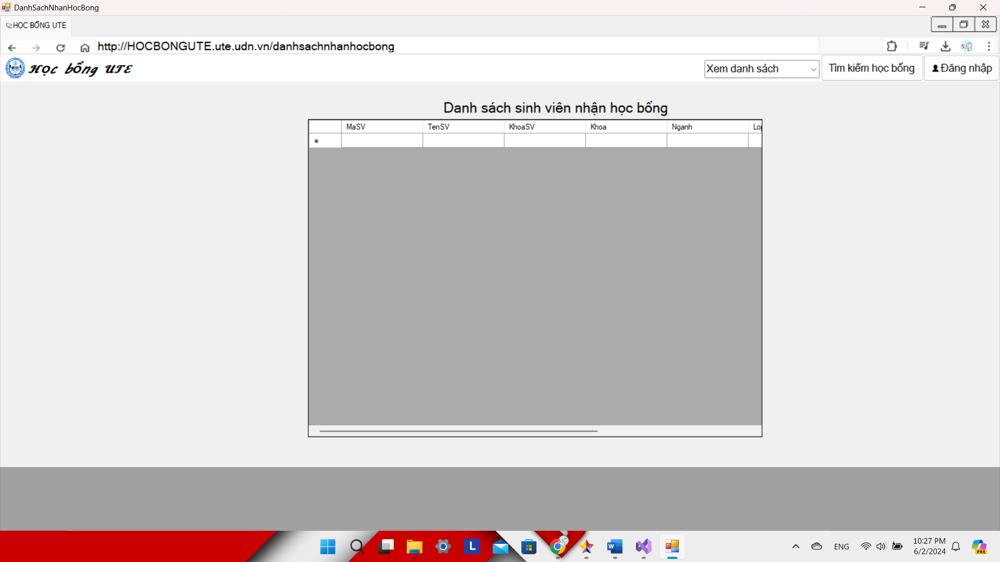 DanhSachNhanHocBong
HỌC BỔNG UTE
http://HOCBONGUTE.ute.udn.vn/danhsachnhanhocbong
Học bổng UTE
Xem danh sách
Tìm kiếm học bổng
Đăng nhập
Danh sách sinh viên nhận học bổng
MaSV TenSV KhoaSV Khoa Nganh Lop
ENG
10:27 PM
6/2/2024
PRE